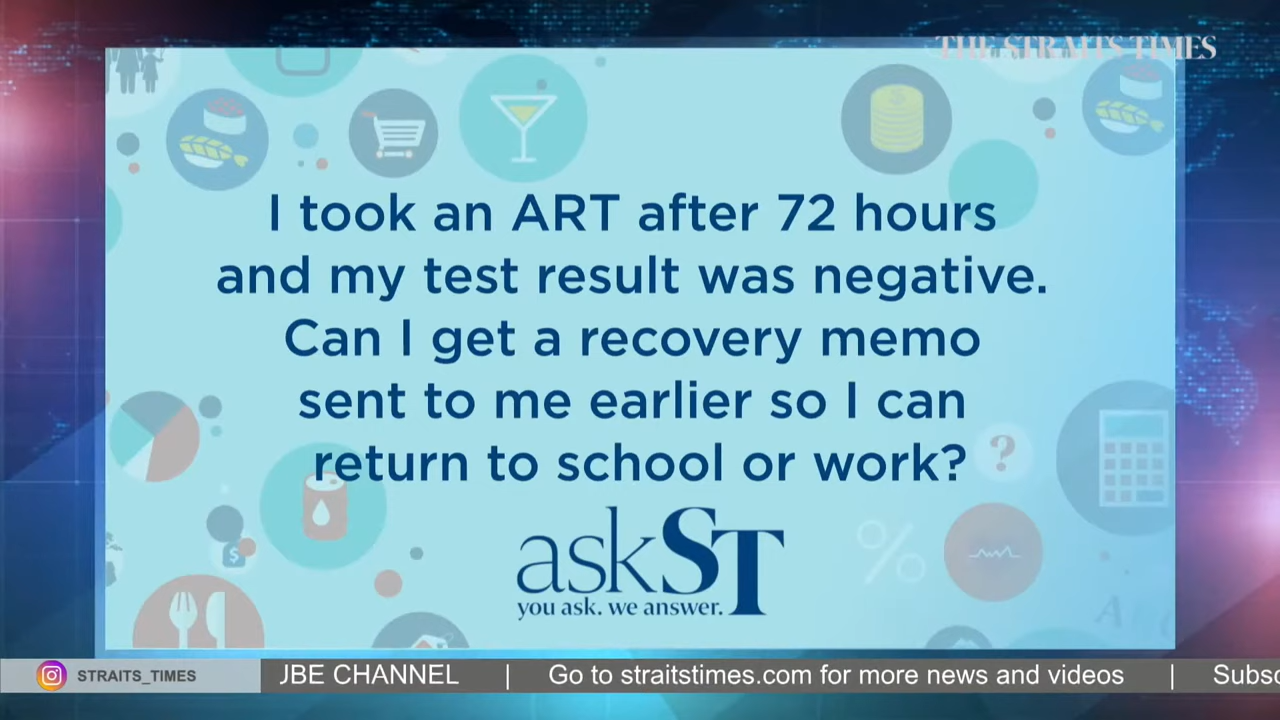 THE STRAITS TIMES
I took an ART after 72 hours
and my test result was negative.
Can I get a recovery memo
sent to me earlier so I can
return to school or work?
askST
you ask. we answer.
STRAITS_TIMES
JBE CHANNEL | Go to straitstimes.com for more news and videos | Subsc